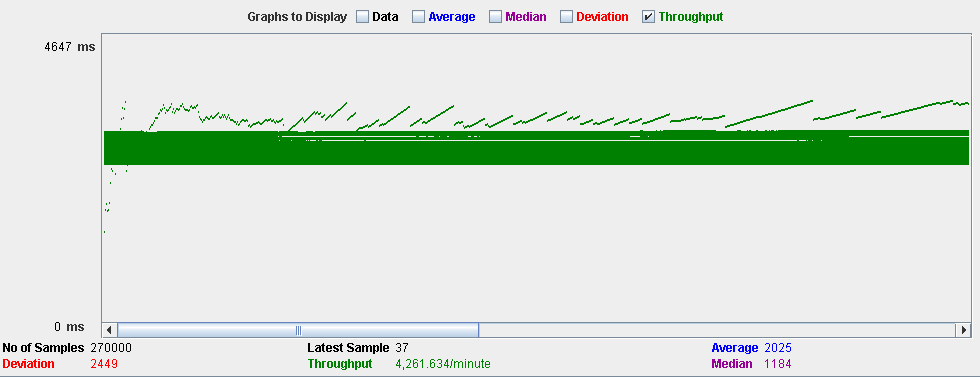 Graphs to Display Data Average Median Deviation Throughput
4647 ms
0 ms
No of Samples 270000 Latest Sample 37 Average 2025
Deviation 2449 Throughput 4,261.634/minute Median 1184